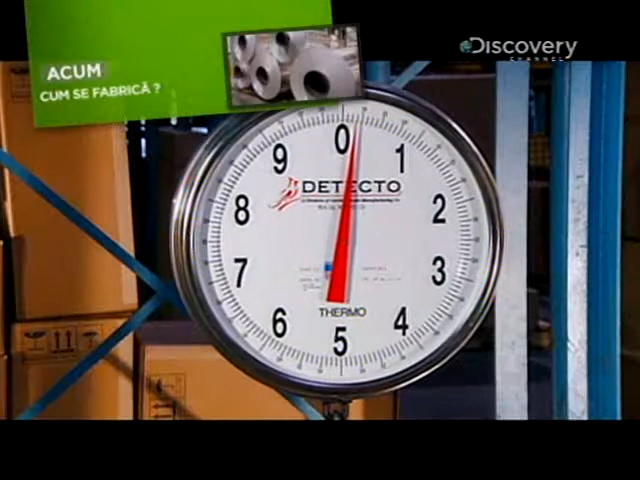 ACUM
CUM SE FABRICĂ ?
Discovery
CHANNEL
0
1
2
3
4
5
6
7
8
9
DETECTO
THERMO